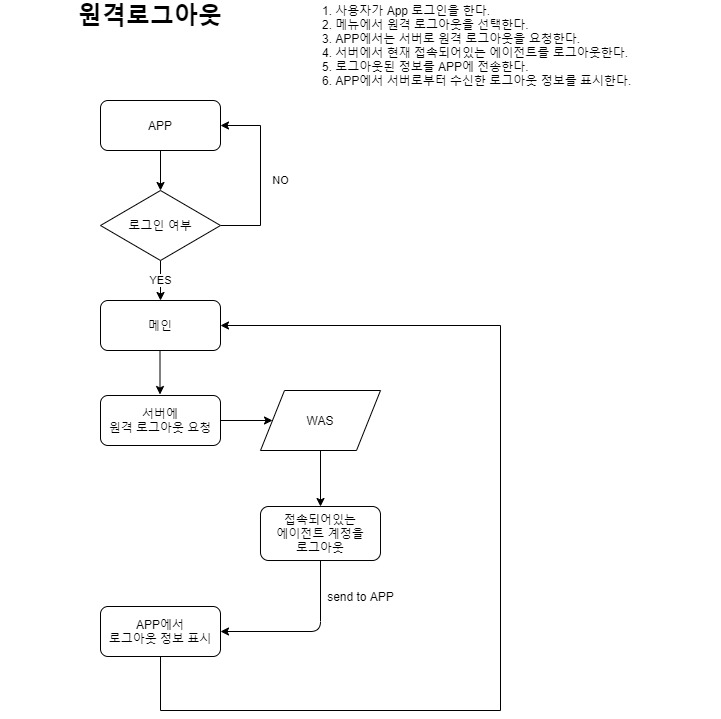 원격로그아웃
1. 사용자가 App 로그인을 한다.
2. 메뉴에서 원격 로그아웃을 선택한다.
3. APP에서는 서버로 원격 로그아웃을 요청한다.
4. 서버에서 현재 접속되어있는 에이전트를 로그아웃한다.
5. 로그아웃된 정보를 APP에 전송한다.
6. APP에서 서버로부터 수신한 로그아웃 정보를 표시한다.
APP
NO
로그인 여부
YES
메인
서버에
원격 로그아웃 요청
WAS
접속되어있는
에이전트 계정을
로그아웃
send to APP
APP에서
로그아웃 정보 표시